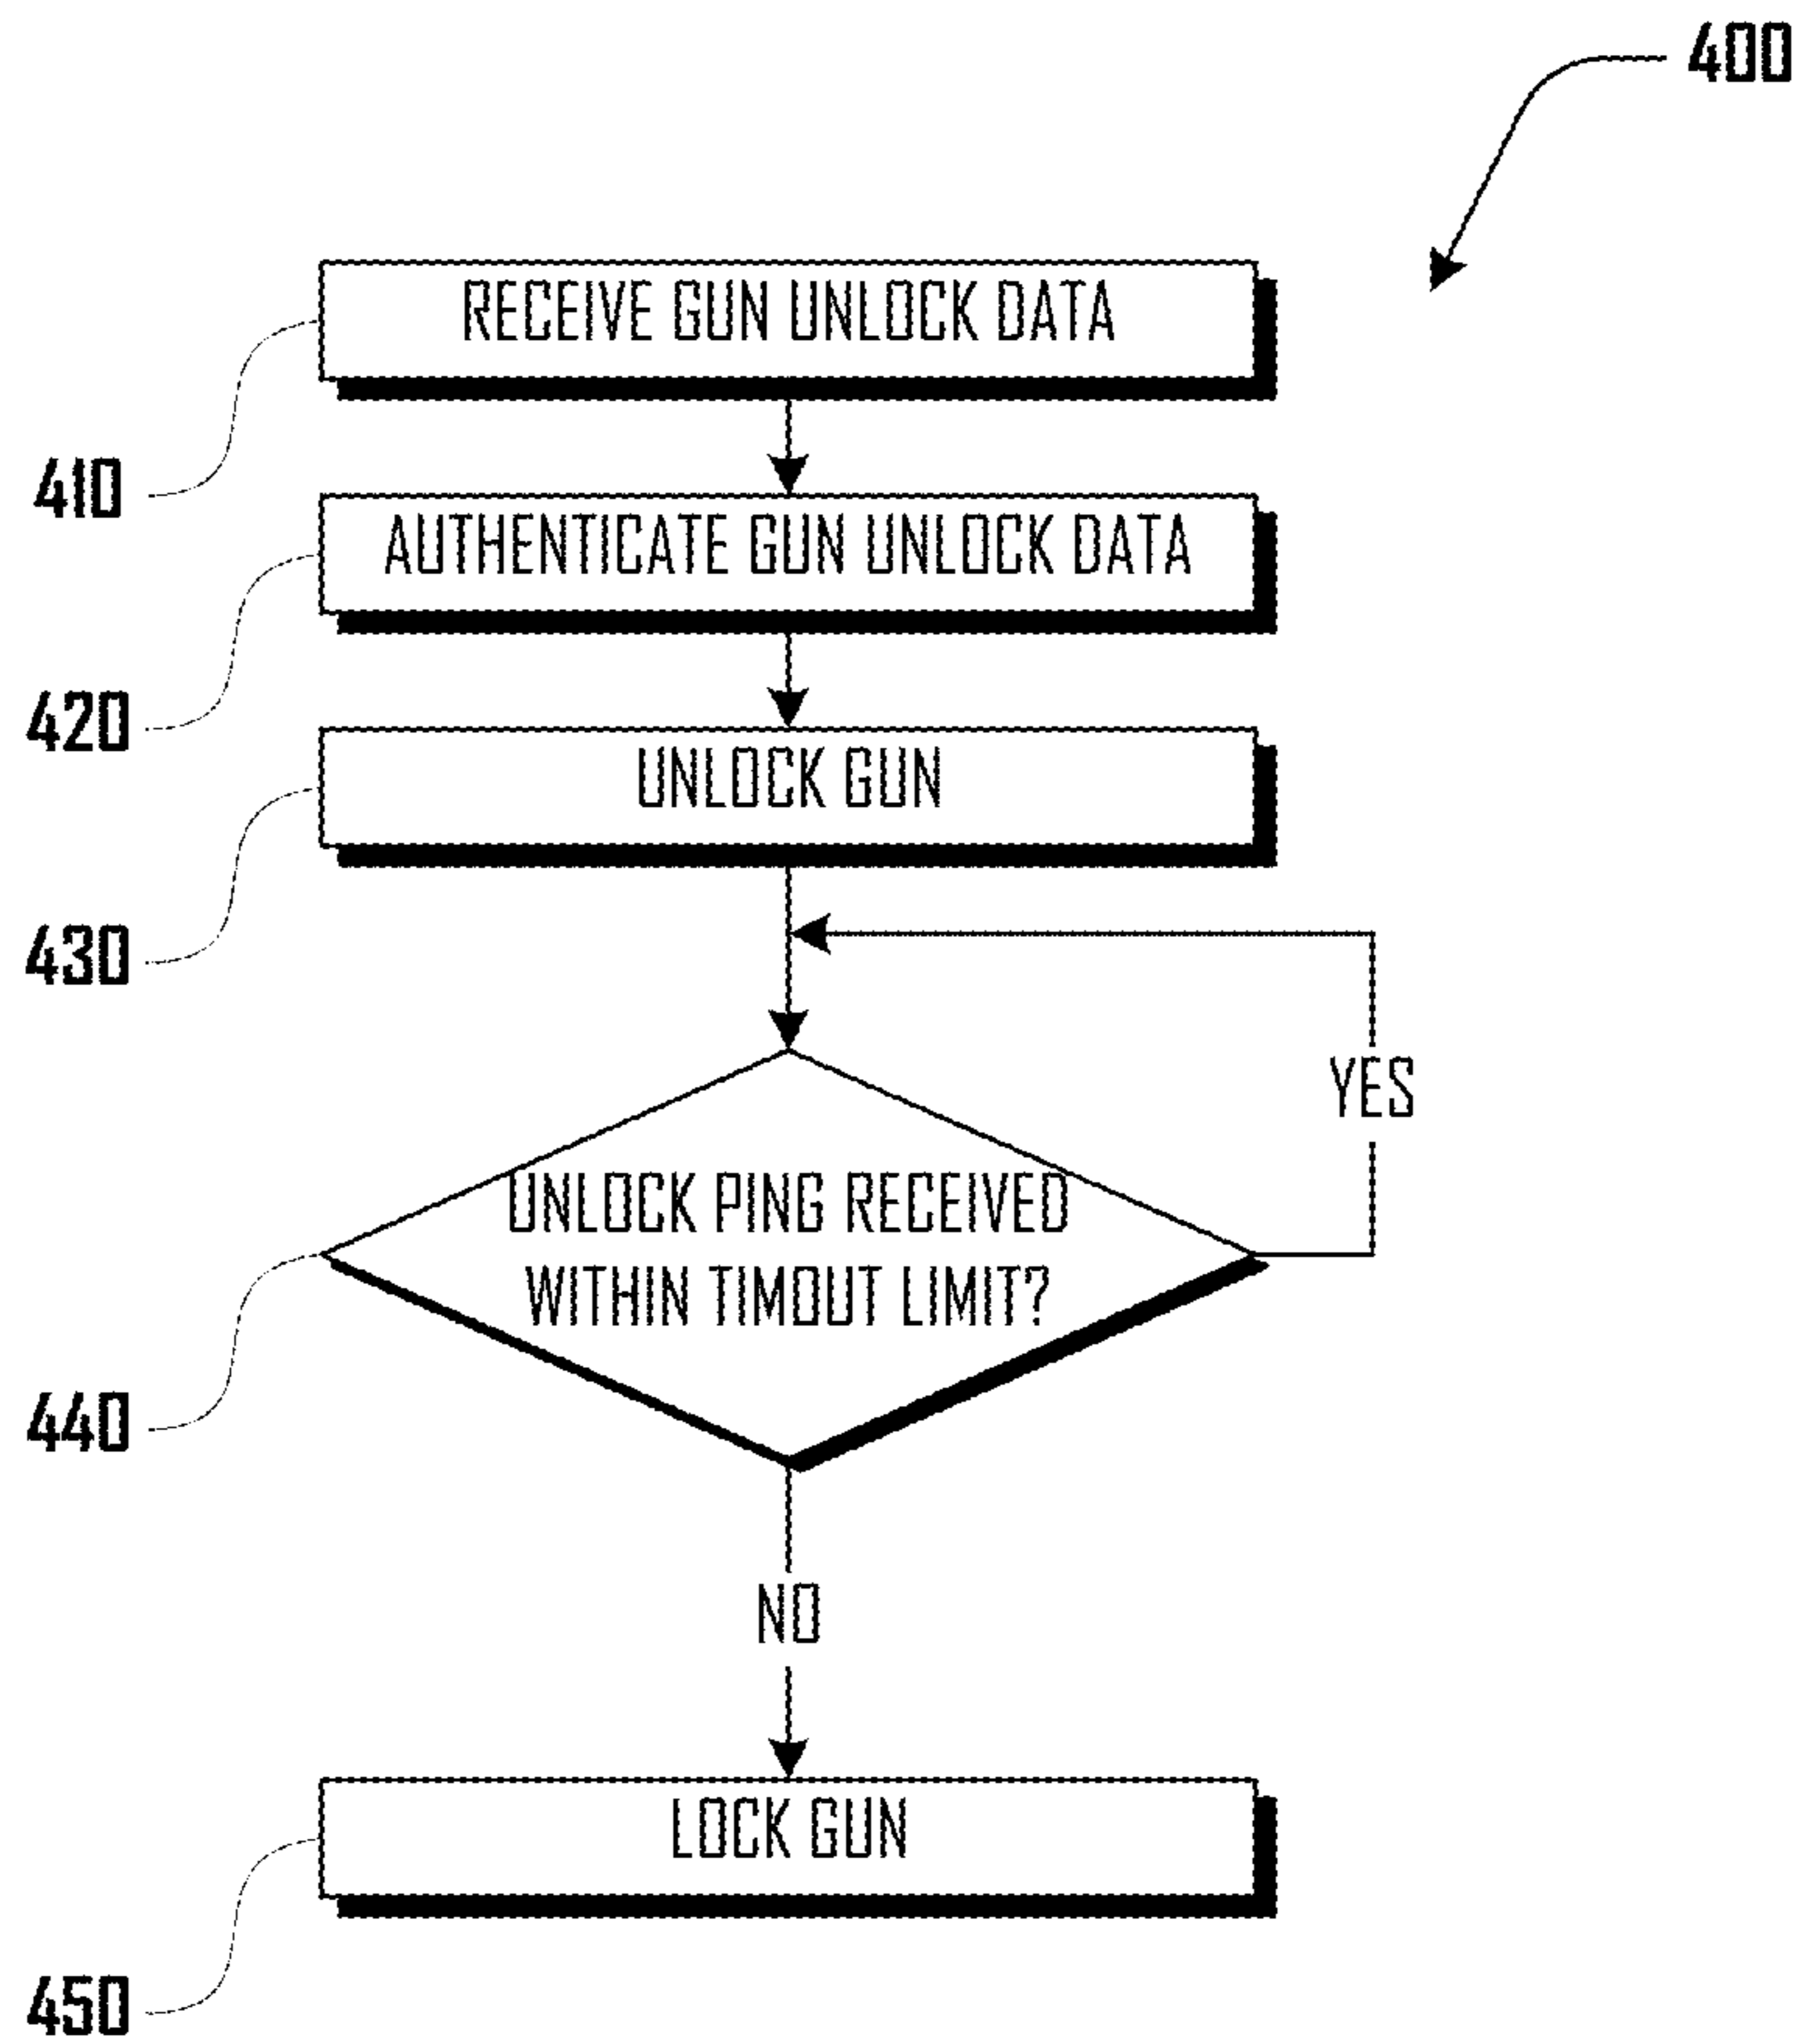 400
RECEIVE GUN UNLOCK DATA
410
AUTHENTICATE GUN UNLOCK DATA
420
UNLOCK GUN
430
YES
UNLOCK PING RECEIVED
WITHIN TIMOUT LIMIT?
440
NO
LOCK GUN
450